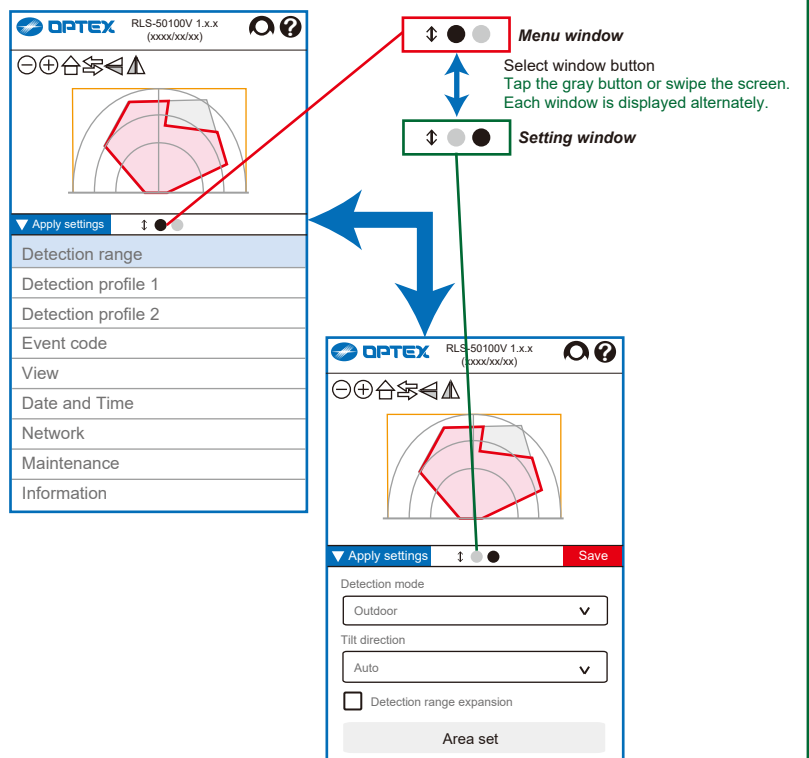 OPTEX
RLS-50100V 1.x.x
(xxxx/xx/xx)
?
Apply settings
Detection range
Detection profile 1
Detection profile 2
Event code
View
Date and Time
Network
Maintenance
Information
Menu window
Select window button
Tap the gray button or swipe the screen.
Each window is displayed alternately.
Setting window
OPTEX
RLS-50100V 1.x.x
(xxxx/xx/xx)
?
Apply settings
Save
Detection mode
Outdoor
Tilt direction
Auto
Detection range expansion
Area set